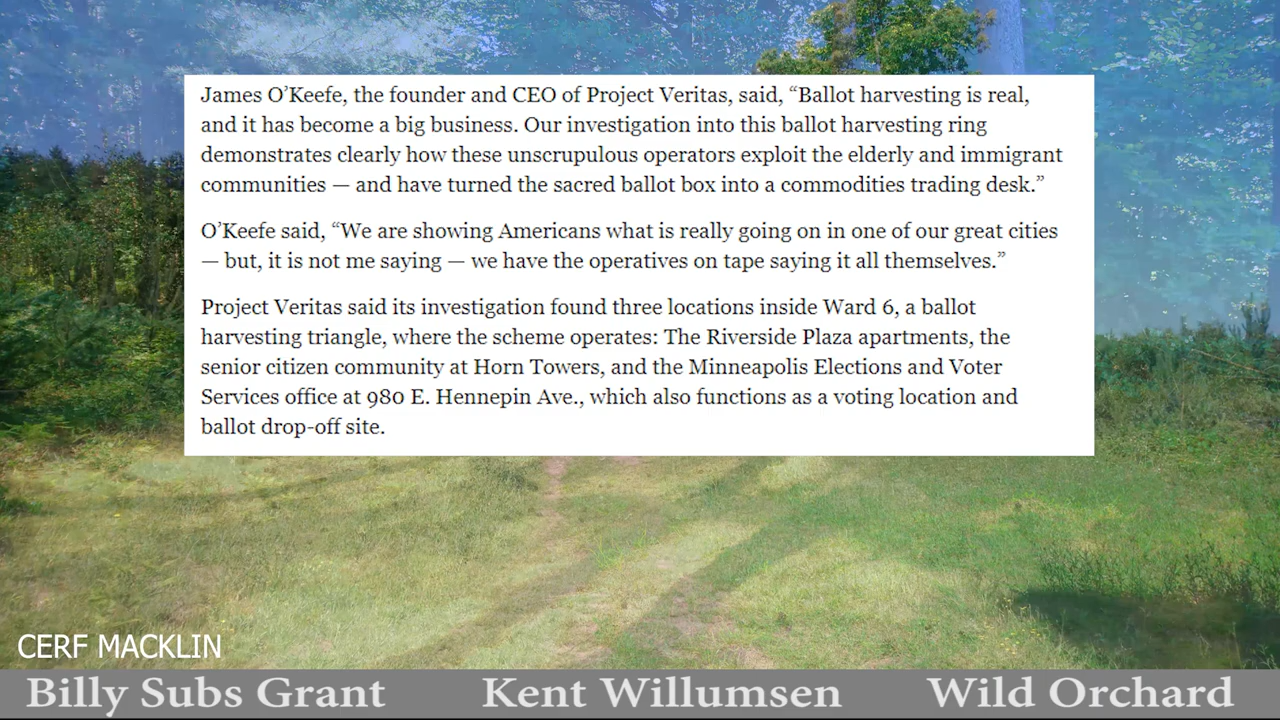 James O’Keefe, the founder and CEO of Project Veritas, said, “Ballot harvesting is real,
and it has become a big business. Our investigation into this ballot harvesting ring
demonstrates clearly how these unscrupulous operators exploit the elderly and immigrant
communities — and have turned the sacred ballot box into a commodities trading desk.”
O’Keefe said, “We are showing Americans what is really going on in one of our great cities
— but, it is not me saying — we have the operatives on tape saying it all themselves.”
Project Veritas said its investigation found three locations inside Ward 6, a ballot
harvesting triangle, where the scheme operates: The Riverside Plaza apartments, the
senior citizen community at Horn Towers, and the Minneapolis Elections and Voter
Services office at 980 E. Hennepin Ave., which also functions as a voting location and
ballot drop-off site.
CERF MACKLIN
Billy Subs Grant Kent Willumsen Wild Orchard